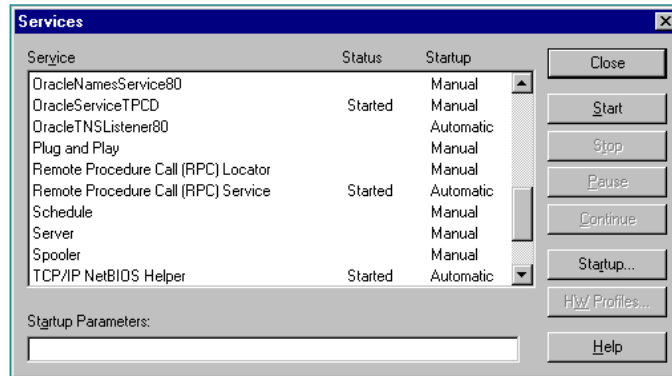 Services
Service Status Startup
OracleNamesService80 Manual
OracleServiceTPCD Started Manual
OracleTNSListener80 Automatic
Plug and Play Manual
Remote Procedure Call (RPC) Locator Manual
Remote Procedure Call (RPC) Service Started Automatic
Schedule Manual
Server Manual
Spooler Manual
TCP/IP NetBIOS Helper Started Automatic
Startup Parameters:
Close
Start
Stop
Pause
Continue
Startup...
HW Profiles...
Help